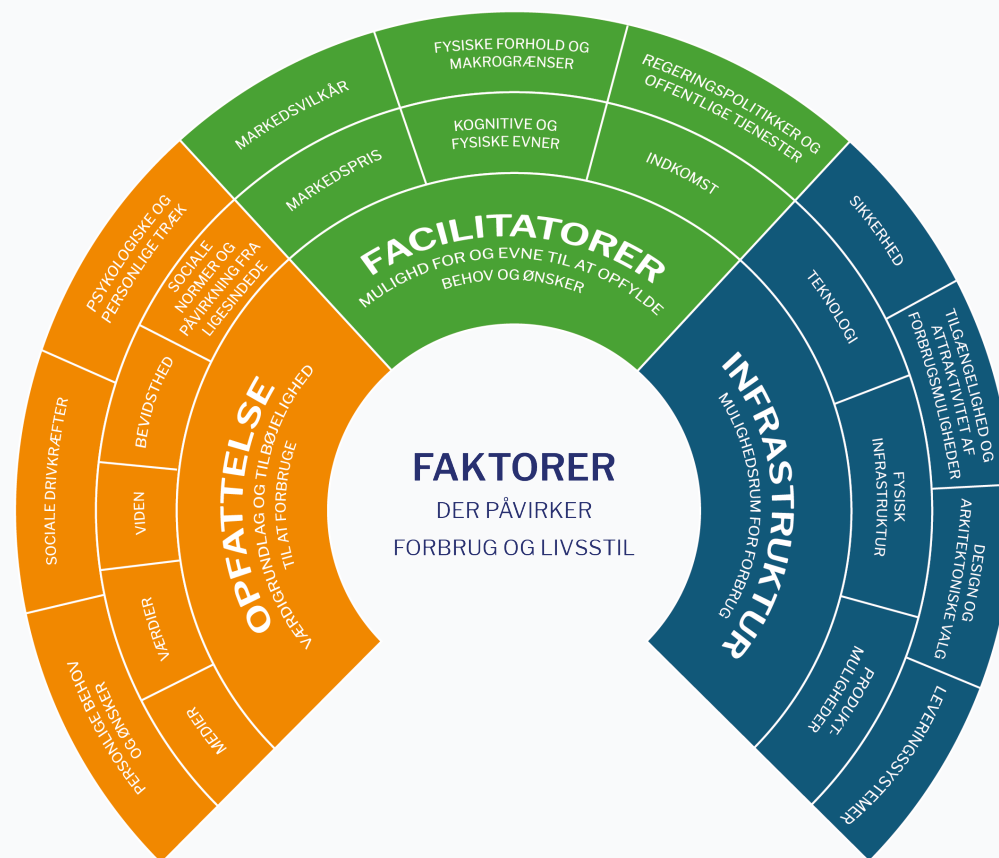 FAKTORER
DER PÅVIRKER
FORBRUG OG LIVSSTIL
OPFATTELSE
VÆRDIGRUNDLAG OG TILBØJELIGHED
TIL AT FORBRUGE
SOCIALE
NORMER OG
PÅVIRKNING FRA
LIGESINDEDE
BEVIDSTHED
VIDEN
VÆRDIER
MEDIER
PSYKOLOGISKE OG
PERSONLIGE TRÆK
SOCIALE DRIVKRÆFTER
PERSONLIGE BEHOV
OG ØNSKER
FACILITATORER
MULIGHD FOR OG EVNE TIL AT OPFYLDE
BEHOV OG ØNSKER
MARKEDSPRIS
KOGNITIVE OG
FYSISKE EVNER
INDKOMST
MARKEDSVILKÅR
FYSISKE FORHOLD OG
MAKROGRÆNSER
REGERINGSPOLITIKKER OG
OFFENTLIGE TJENESTER
INFRASTRUKTUR
MULIGHEDSRUM FOR FORBRUG
TEKNOLOGI
FYSISK
INFRASTRUKTUR
PRODUKT-
MULIGHEDER
SIKKERHED
TILGÆNGELIGHED OG
ATTRAKTIVITET AF
FORBRUGSMULIGHEDER
DESIGN OG
ARKITEKTONISKE VALG
LEVERINGSSYSTEMER